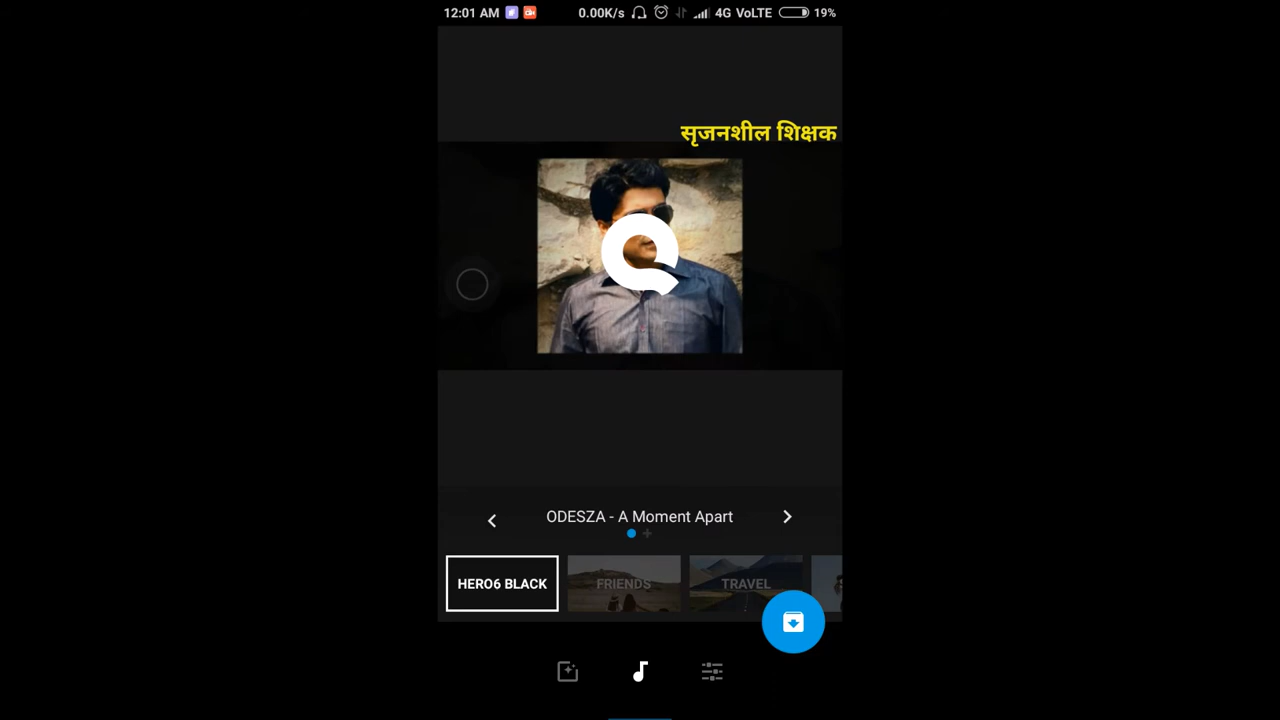 12:01 AM 0.00K/s 4G VoLTE 19%
सृजनशील शिक्षक
ODESZA - A Moment Apart
HERO6 BLACK FRIENDS TRAVEL